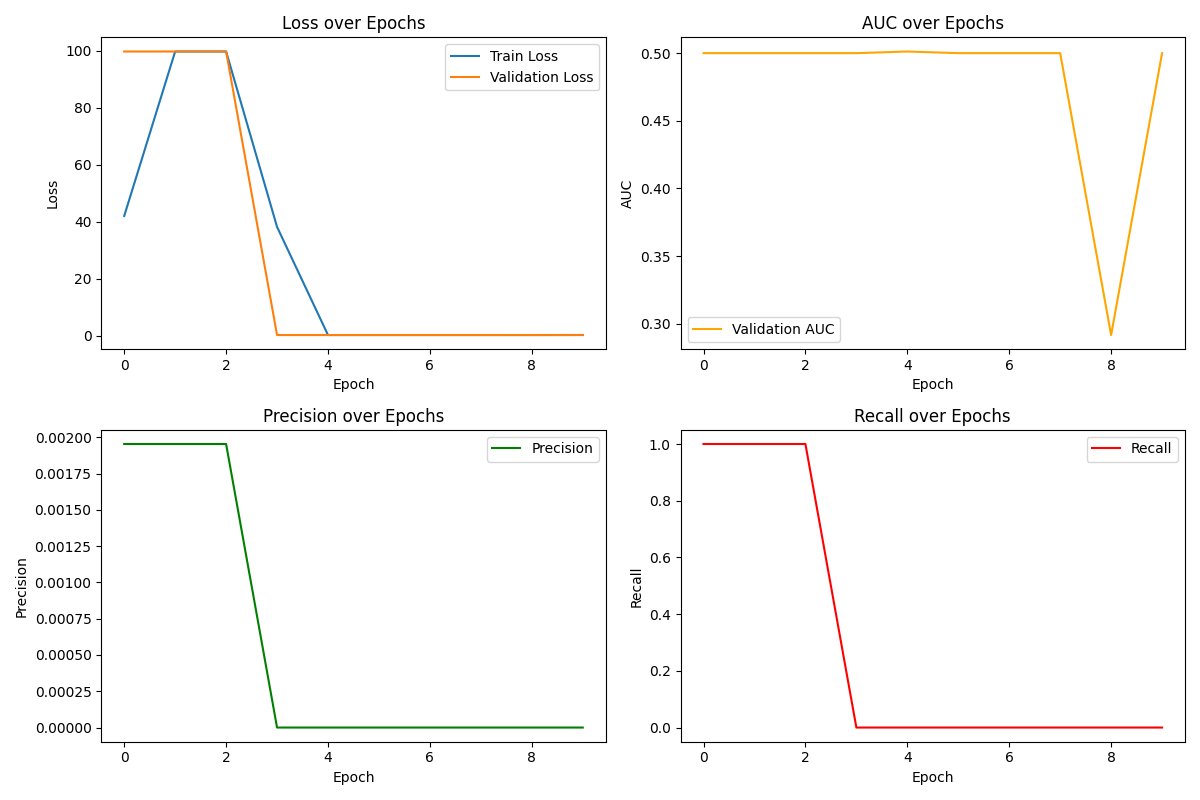 Loss over Epochs
100
80
60
40
20
0
Loss
Train Loss
Validation Loss
0 2 4 6 8
Epoch
AUC over Epochs
0.50
0.45
0.40
0.35
0.30
AUC
Validation AUC
0 2 4 6 8
Epoch
Precision over Epochs
0.00200
0.00175
0.00150
0.00125
0.00100
0.00075
0.00050
0.00025
0.00000
Precision
Precision
0 2 4 6 8
Epoch
Recall over Epochs
1.0
0.8
0.6
0.4
0.2
0.0
Recall
Recall
0 2 4 6 8
Epoch